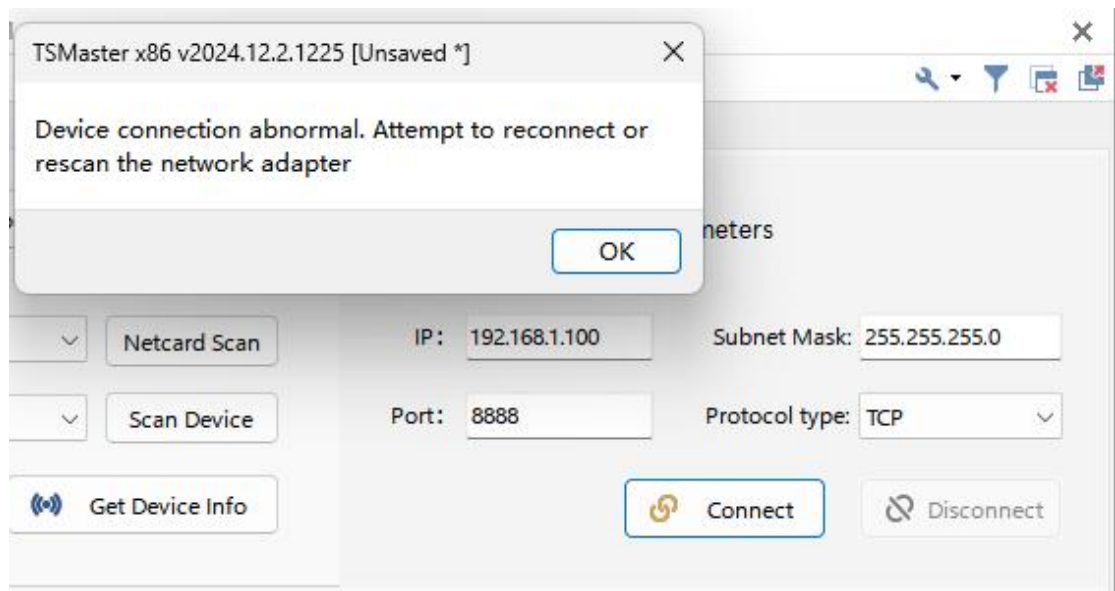 TSMaster x86 v2024.12.2.1225 [Unsaved *]
Device connection abnormal. Attempt to reconnect or
rescan the network adapter
OK
Netcard Scan
IP: 192.168.1.100
Subnet Mask: 255.255.255.0
Scan Device
Port: 8888
Protocol type: TCP
Get Device Info
Connect
Disconnect